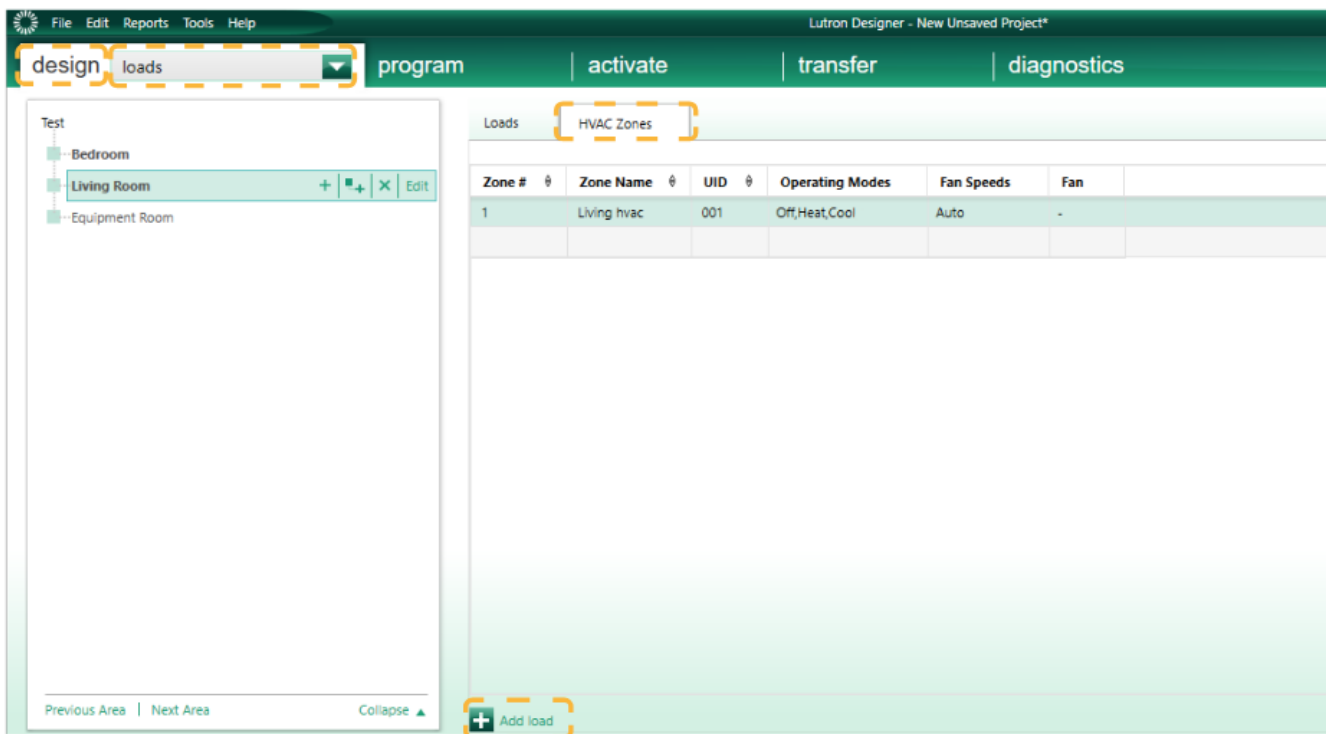 File Edit Reports Tools Help
Lutron Designer - New Unsaved Project*
design loads program activate transfer diagnostics
Test
Bedroom
Living Room Edit
Equipment Room
Previous Area | Next Area
Collapse
Loads HVAC Zones
Zone # Zone Name UID Operating Modes Fan Speeds Fan
1 Living hvac 001 Off,Heat,Cool Auto -
Add load